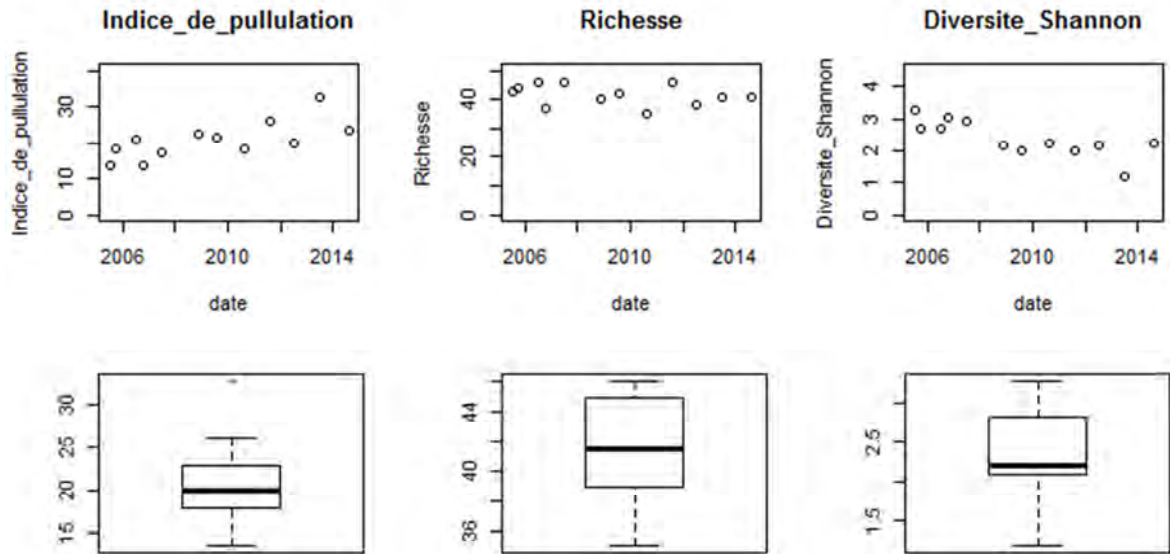 Indice_de_pullulation
Richesse
Diversite_Shannon
Indice_de_pullulation
0 10 30
2006 2010 2014
date
Richesse
0 20 40
2006 2010 2014
date
Diversite_Shannon
0 1 2 3 4
2006 2010 2014
date
15 20 25 30
36 40 44
1.5 2.5